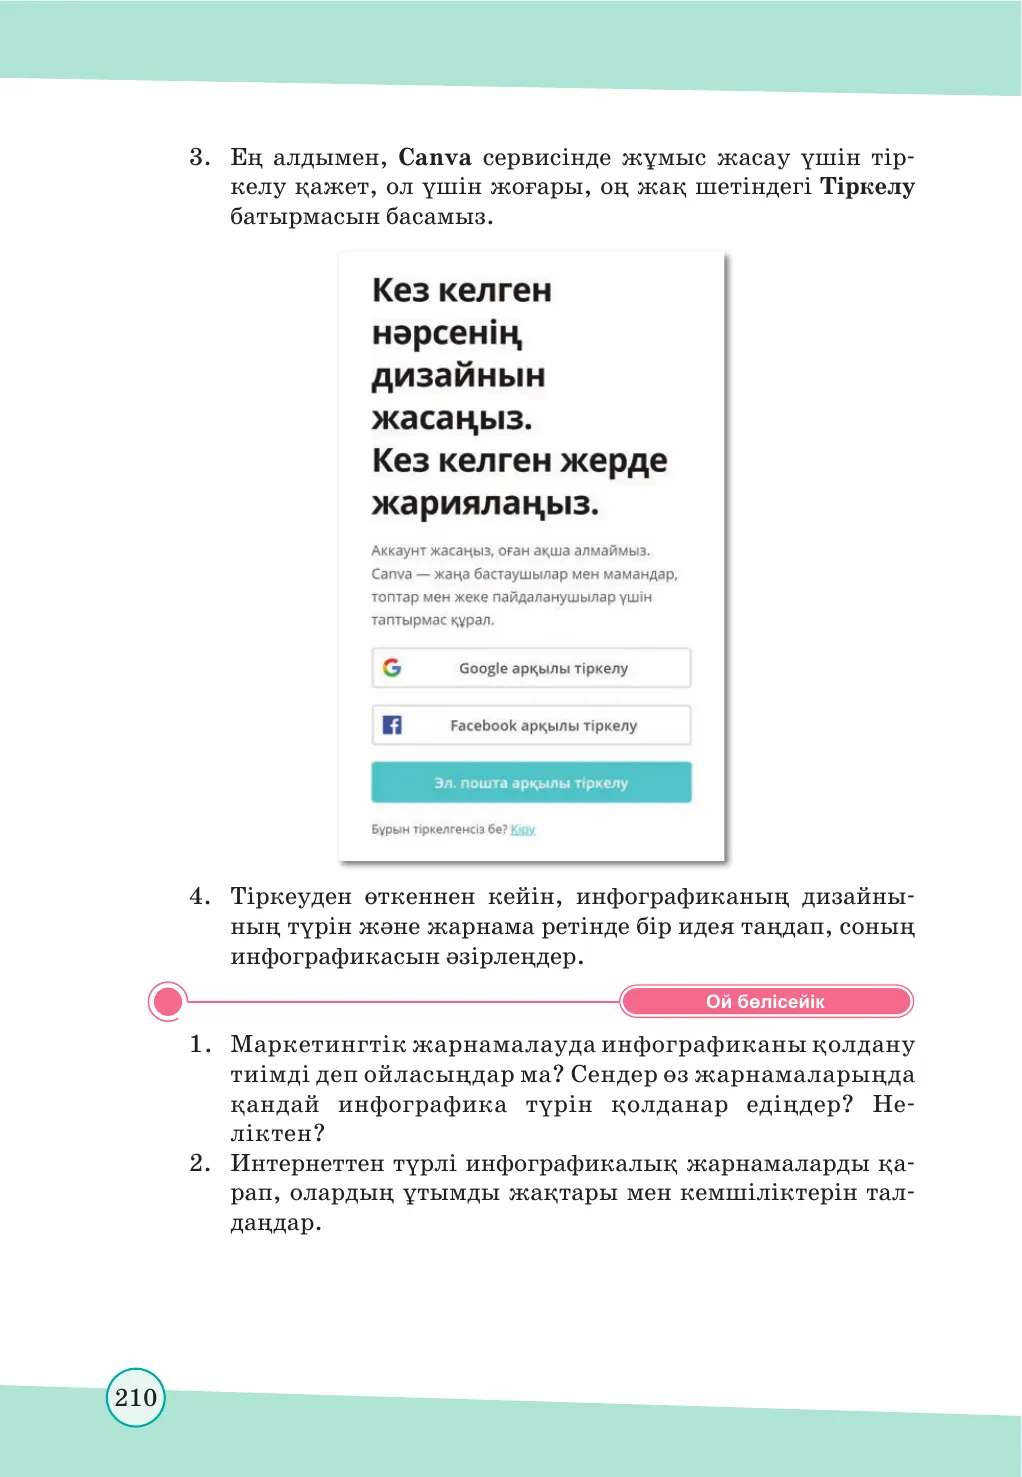 3. Ең алдымен, Canva сервисінде жұмыс жасау үшін тір-
келу қажет, ол үшін жоғары, оң жақ шетіндегі Тіркелу
батырмасын басамыз.
Кез келген
нәрсенің
дизайнын
жасаңыз.
Кез келген жерде
жариялаңыз.
Аккаунт жасаңыз, оған ақша алмаймыз.
Canva — жаңа бастаушылар мен мамандар,
топтар мен жеке пайдаланушылар үшін
таптырмас құрал.
Google арқылы тіркелу
Facebook арқылы тіркелу
Эл. пошта арқылы тіркелу
Бұрын тіркелгенсіз бе? Кіру
4. Тіркеуден өткеннен кейін, инфографиканың дизайны-
ның түрін және жарнама ретінде бір идея таңдап, соның
инфографикасын әзірлеңдер.
Ой бөлісейік
1. Маркетингтік жарнамалауда инфографиканы қолдану
тиімді деп ойласыңдар ма? Сендер өз жарнамаларыңда
қандай инфографика түрін қолданар едіңдер? Не-
ліктен?
2. Интернеттен түрлі инфографикалық жарнамаларды қа-
рап, олардың ұтымды жақтары мен кемшіліктерін тал-
даңдар.
210